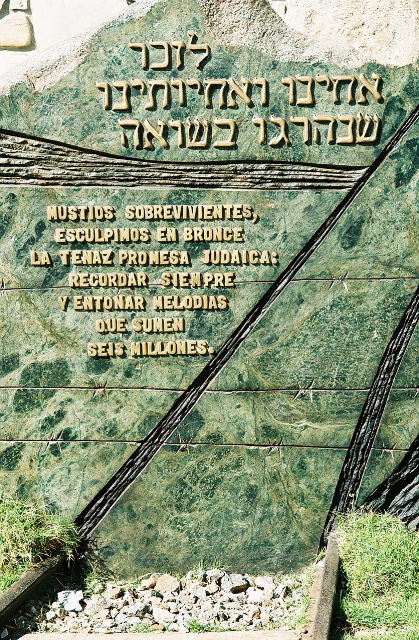 לזכר
אחינו ואחיותינו
שנהרגו בשואה
MUSTIOS SOBREVIVIENTES,
ESCULPIMOS EN BRONCE
LA TENAZ PROMESA JUDAICA:
RECORDAR SIEMPRE
Y ENTONAR MELODIAS
QUE SUMEN
SEIS MILLONES.